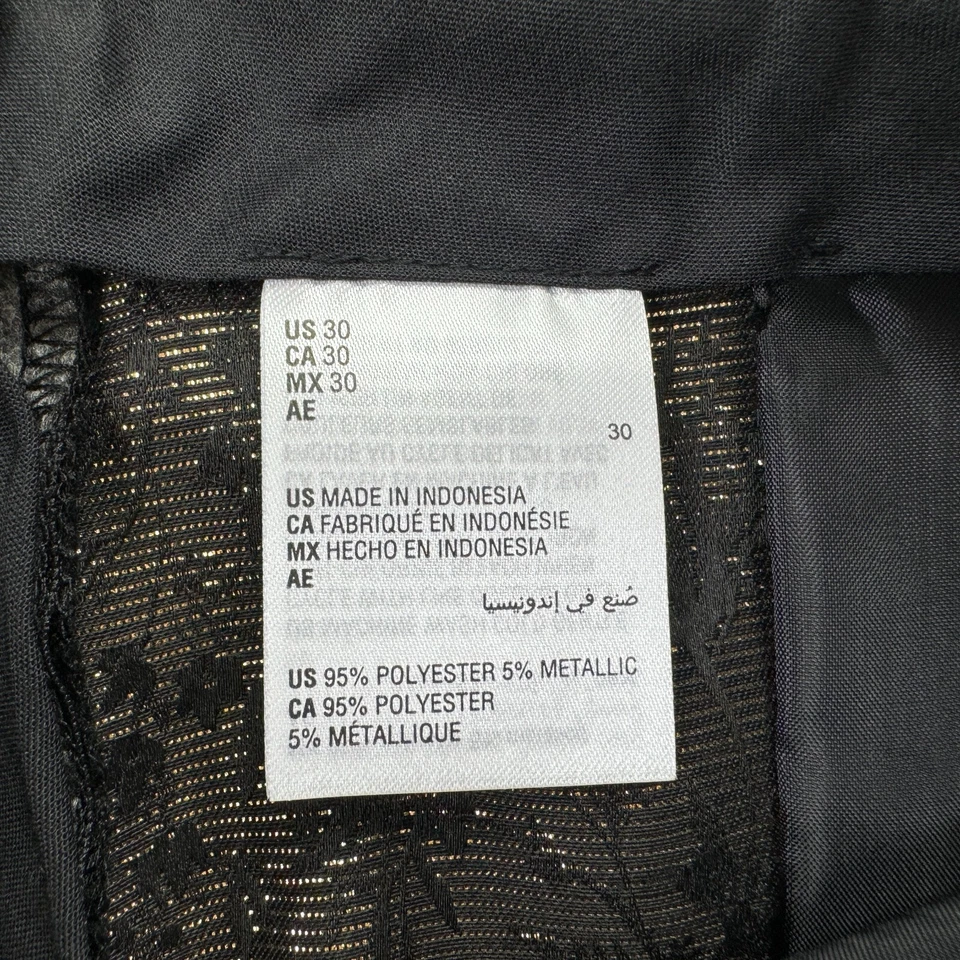 US 30
CA 30
MX 30
AE
30
US MADE IN INDONESIA
CA FABRIQUÉ EN INDONÉSIE
MX HECHO EN INDONESIA
AE
صُنع في إندونيسيا
US 95% POLYESTER 5% METALLIC
CA 95% POLYESTER
5% MÉTALLIQUE